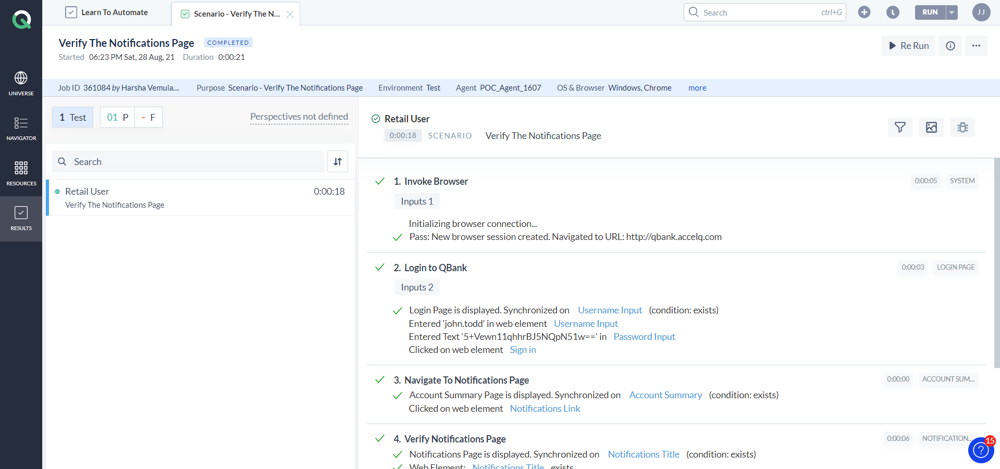 Learn To Automate
Scenario - Verify The N...
Search ctrl+G
RUN
JJ
Verify The Notifications Page COMPLETED
Started 06:23 PM Sat, 28 Aug, 21 Duration 0:00:21
Re Run
Job ID 361084 by Harsha Vemula... Purpose Scenario - Verify The Notifications Page Environment Test Agent POC_Agent_1607 OS & Browser Windows, Chrome more
UNIVERSE
NAVIGATOR
RESOURCES
RESULTS
1 Test 01 P - F Perspectives not defined
Search
Retail User 0:00:18
Verify The Notifications Page
Retail User
0:00:18 SCENARIO Verify The Notifications Page
1. Invoke Browser 0:00:05 SYSTEM
Inputs 1
Initializing browser connection...
Pass: New browser session created. Navigated to URL: http://qbank.accelq.com
2. Login to QBank 0:00:03 LOGIN PAGE
Inputs 2
Login Page is displayed. Synchronized on Username Input (condition: exists)
Entered 'john.todd' in web element Username Input
Entered Text '5+Vewn11qhhrBJ5NQpN51w==' in Password Input
Clicked on web element Sign in
3. Navigate To Notifications Page 0:00:00 ACCOUNT SUM...
Account Summary Page is displayed. Synchronized on Account Summary (condition: exists)
Clicked on web element Notifications Link
4. Verify Notifications Page 0:00:06 NOTIFICATION...
15
Notifications Page is displayed. Synchronized on Notifications Title (condition: exists)
Web Element: Notifications Title exists